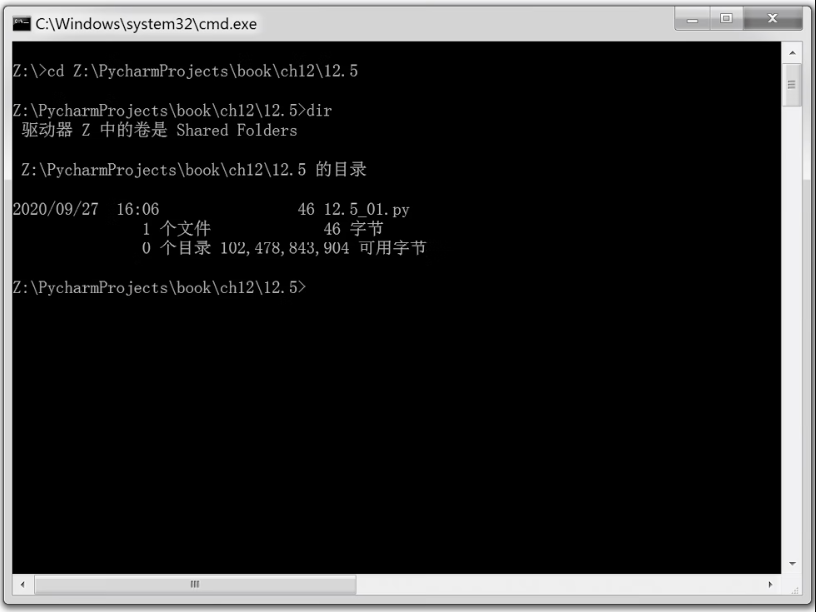 C:\Windows\system32\cmd.exe
Z:\>cd Z:\PycharmProjects\book\ch12\12.5
Z:\PycharmProjects\book\ch12\12.5>dir
驱动器 Z 中的卷是 Shared Folders
Z:\PycharmProjects\book\ch12\12.5 的目录
2020/09/27  16:06                46 12.5_01.py
1 个文件             46 字节
0 个目录 102,478,843,904 可用字节
Z:\PycharmProjects\book\ch12\12.5>